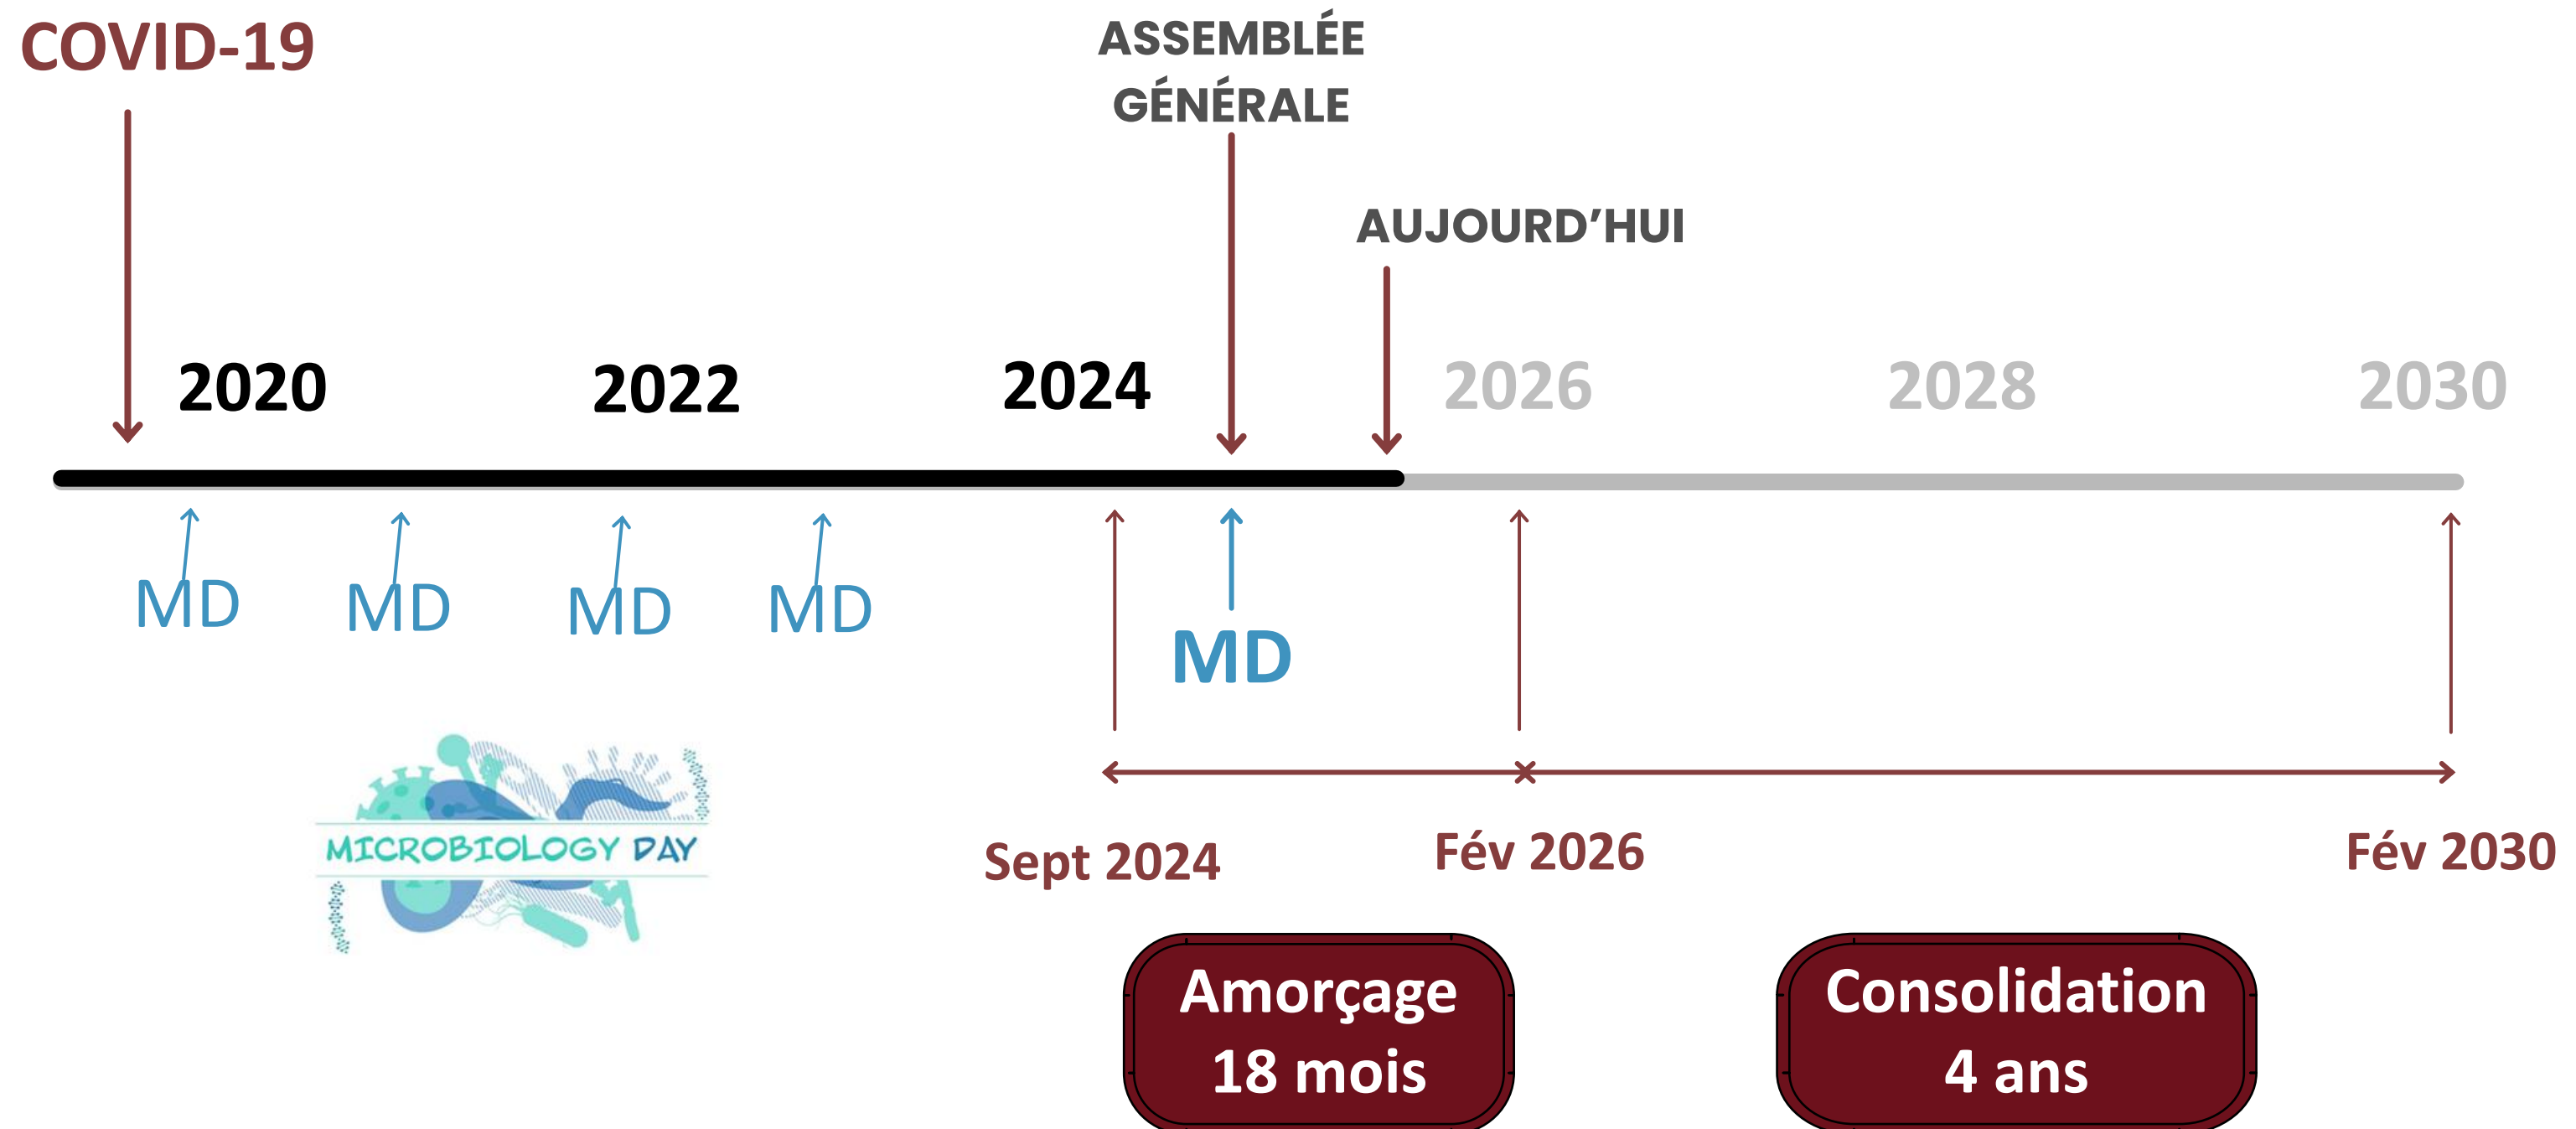 COVID-19
ASSEMBLÉE
GÉNÉRALE
AUJOURD’HUI
2020 2022 2024 2026 2028 2030
MD MD MD MD
MD
MICROBIOLOGY DAY
Sept 2024 Fév 2026 Fév 2030
Amorçage
18 mois
Consolidation
4 ans